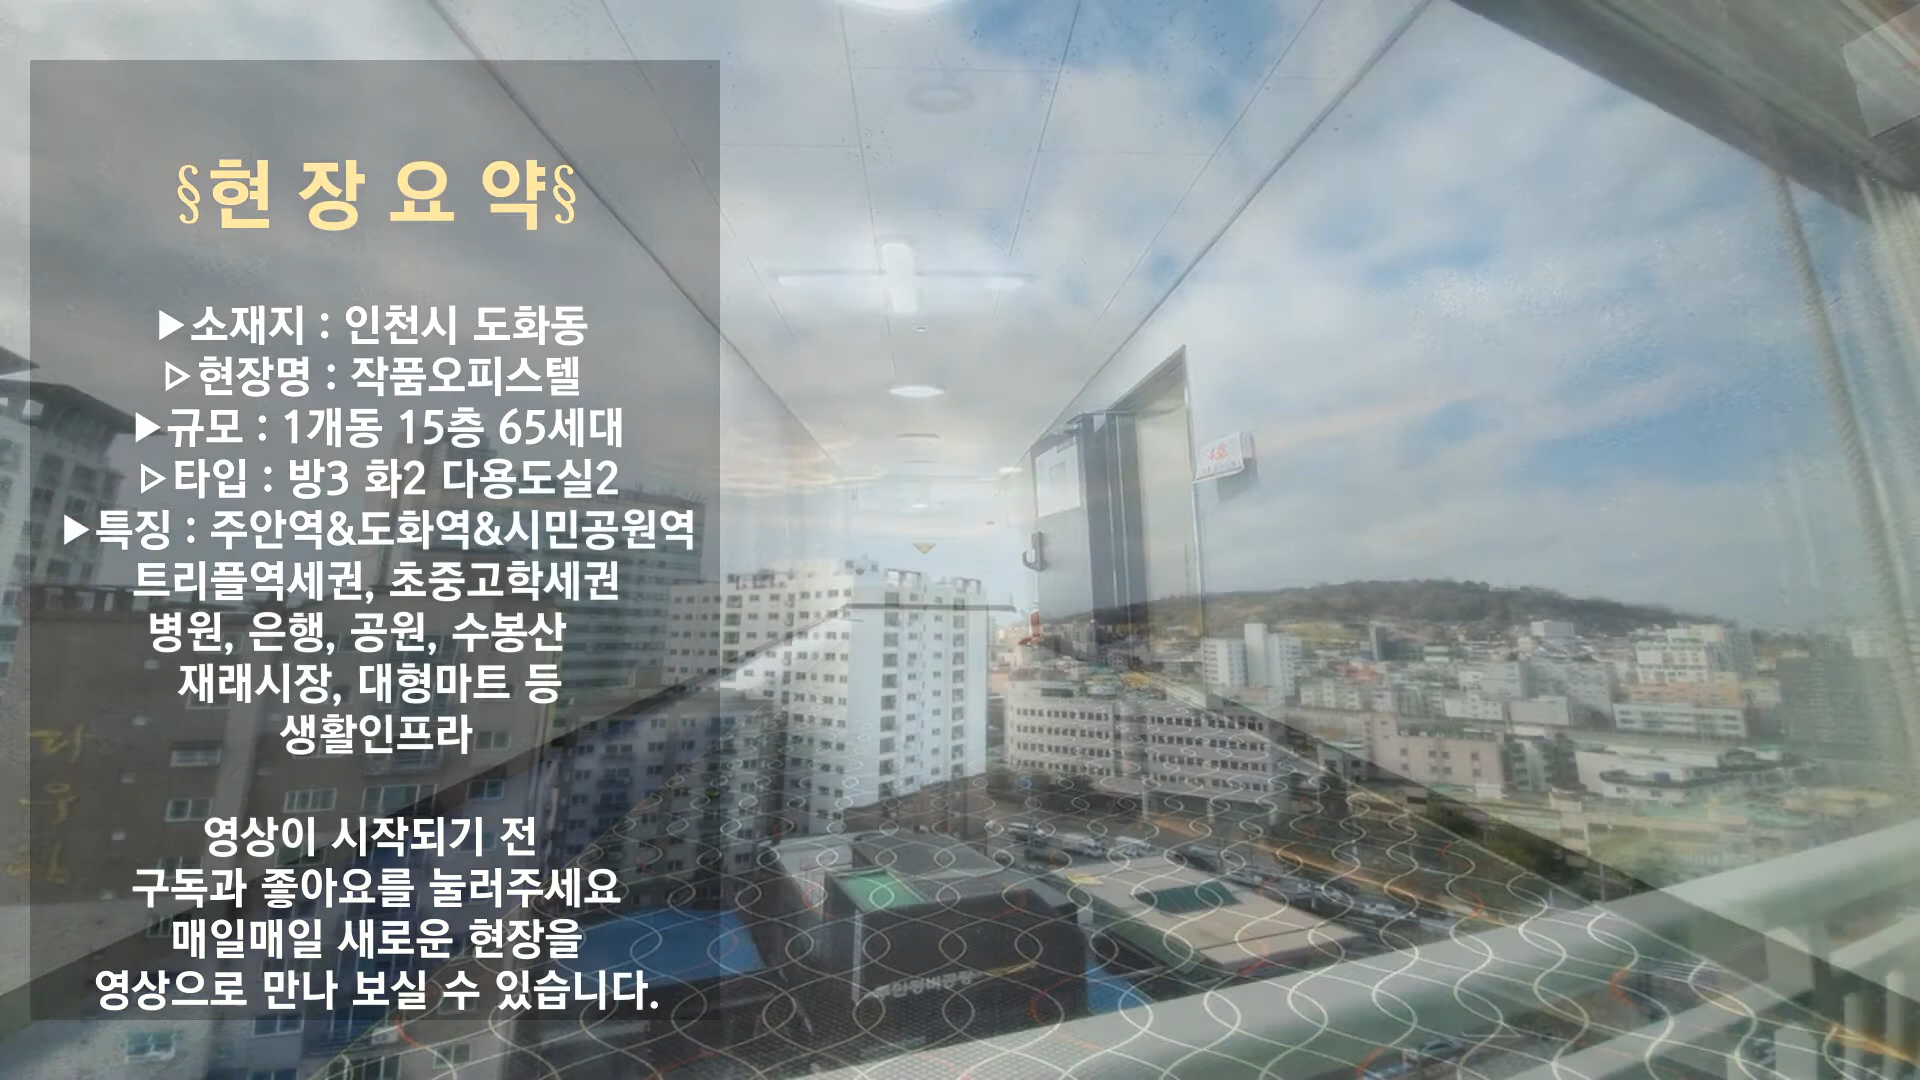 §현 장 요 약§
▶소재지 : 인천시 도화동
▷현장명 : 작품오피스텔
▶규모 : 1개동 15층 65세대
▷타입 : 방3 화2 다용도실2
▶특징 : 주안역&도화역&시민공원역
트리플역세권, 초중고학세권
병원, 은행, 공원, 수봉산
재래시장, 대형마트 등
생활인프라
영상이 시작되기 전
구독과 좋아요를 눌러주세요
매일매일 새로운 현장을
영상으로 만나 보실 수 있습니다.
4호